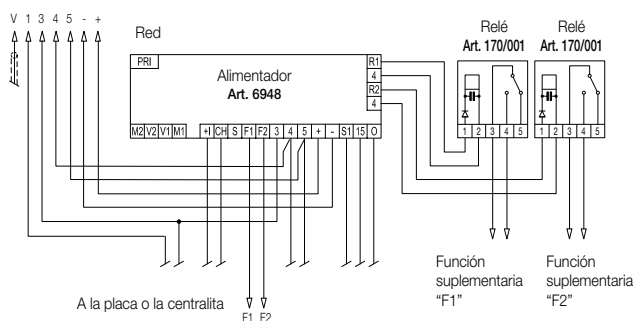 V 1 3 4 5 - +
Red
PRI
Alimentador
Art. 6948
R1
4
R2
4
M2 V2 V1 M1 +I CH S F1 F2 3 4 5 + - S1 15 O
Relé
Art. 170/001
1 2 3 4 5
Relé
Art. 170/001
1 2 3 4 5
Función
suplementaria
“F1”
Función
suplementaria
“F2”
A la placa o la centralita
F1 F2